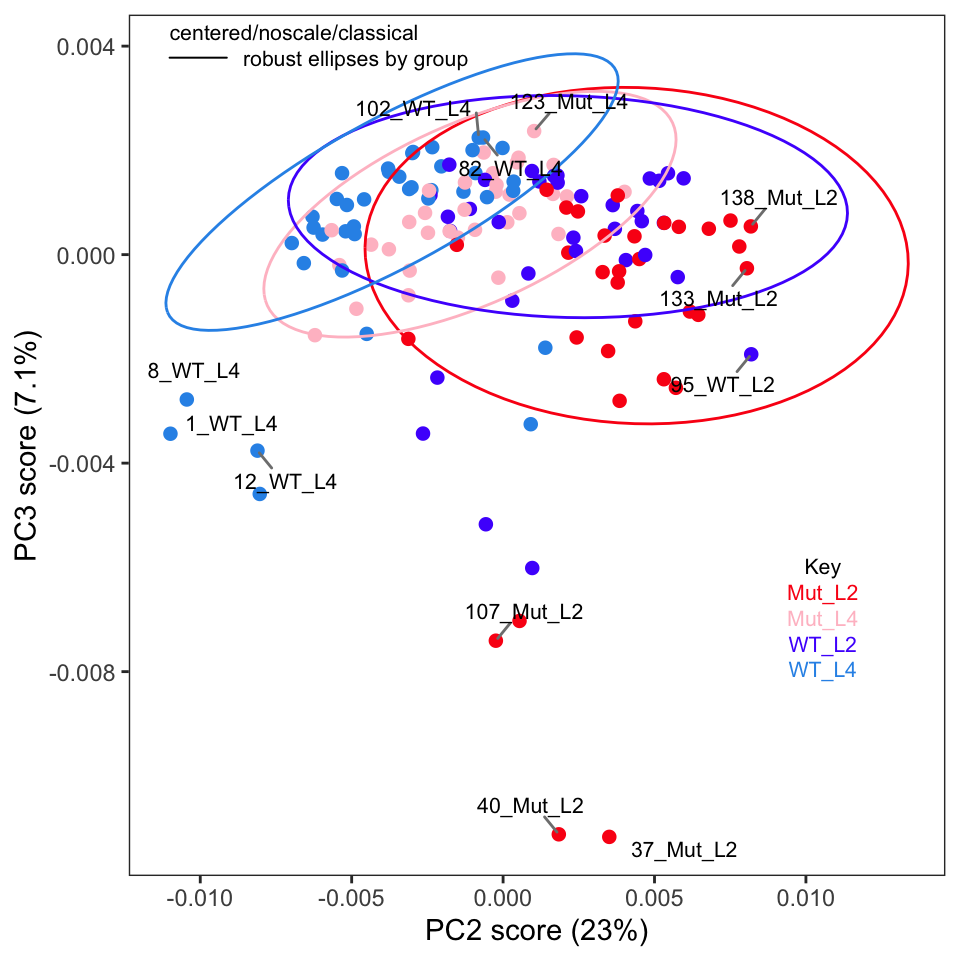 centered/noscale/classical
robust ellipses by group
0.004
102_WT_L4
123_Mut_L4
82_WT_L4
138_Mut_L2
0.000
133_Mut_L2
8_WT_L4
95_WT_L2
1_WT_L4
-0.004
12_WT_L4
PC3 score (7.1%)
Key
Mut_L2
107_Mut_L2
Mut_L4
WT_L2
WT_L4
-0.008
40_Mut_L2
37_Mut_L2
-0.010
-0.005
0.000
0.005
0.010
PC2 score (23%)